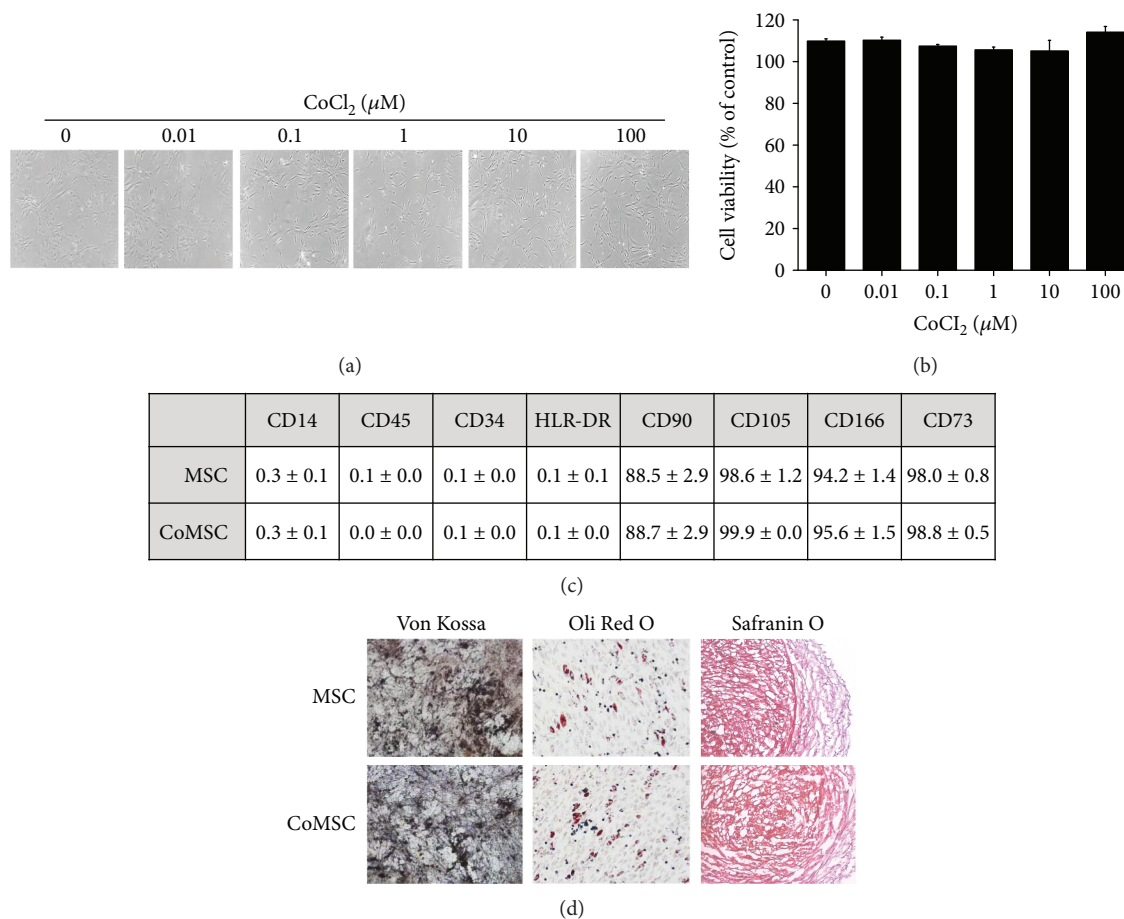 CoCl₂ (μM)
0 0.01 0.1 1 10 100
(a)
Cell viability (% of control)
120
100
80
60
40
20
0
0 0.01 0.1 1 10 100
CoCl₂ (μM)
(b)
CD14 CD45 CD34 HLR-DR CD90 CD105 CD166 CD73
MSC 0.3 ± 0.1 0.1 ± 0.0 0.1 ± 0.0 0.1 ± 0.1 88.5 ± 2.9 98.6 ± 1.2 94.2 ± 1.4 98.0 ± 0.8
CoMSC 0.3 ± 0.1 0.0 ± 0.0 0.1 ± 0.0 0.1 ± 0.0 88.7 ± 2.9 99.9 ± 0.0 95.6 ± 1.5 98.8 ± 0.5
(c)
Von Kossa Oli Red O Safranin O
MSC
CoMSC
(d)